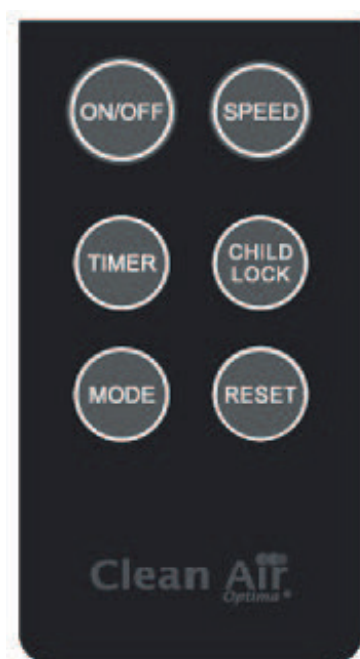 ON/OFF SPEED
TIMER CHILD
LOCK
MODE RESET
Clean Air
Optima®